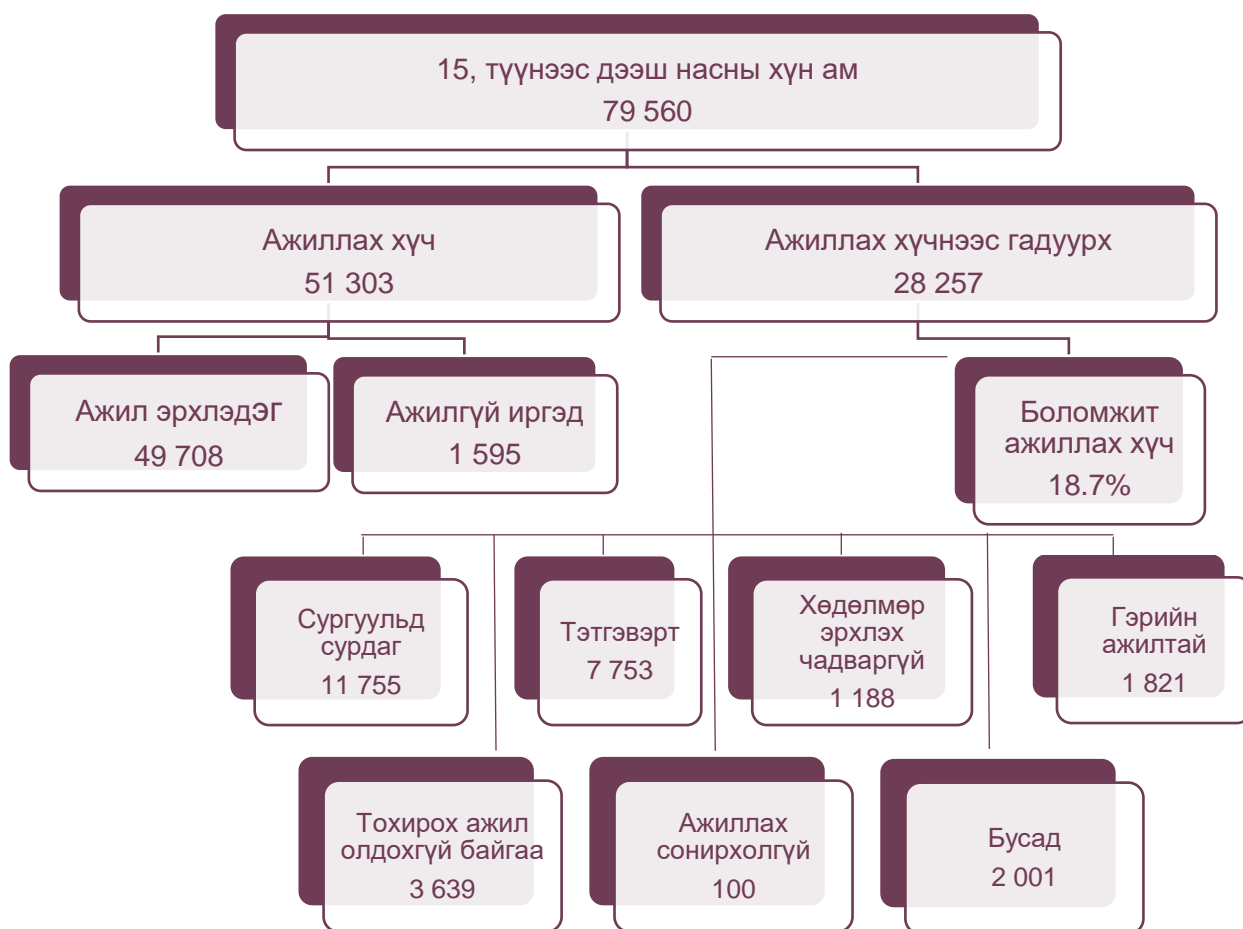 15, түүнээс дээш насны хүн ам
79 560
Ажиллах хүч
51 303
Ажиллах хүчнээс гадуурх
28 257
Ажил эрхлэдэг
49 708
Ажилгүй иргэд
1 595
Боломжит
ажиллах хүч
18.7%
Сургуульд
сурдаг
11 755
Тэтгэвэрт
7 753
Хөдөлмөр
эрхлэх
чадваргүй
1 188
Гэрийн
ажилтай
1 821
Тохирох ажил
олдохгүй байгаа
3 639
Ажиллах
сонирхолгүй
100
Бусад
2 001